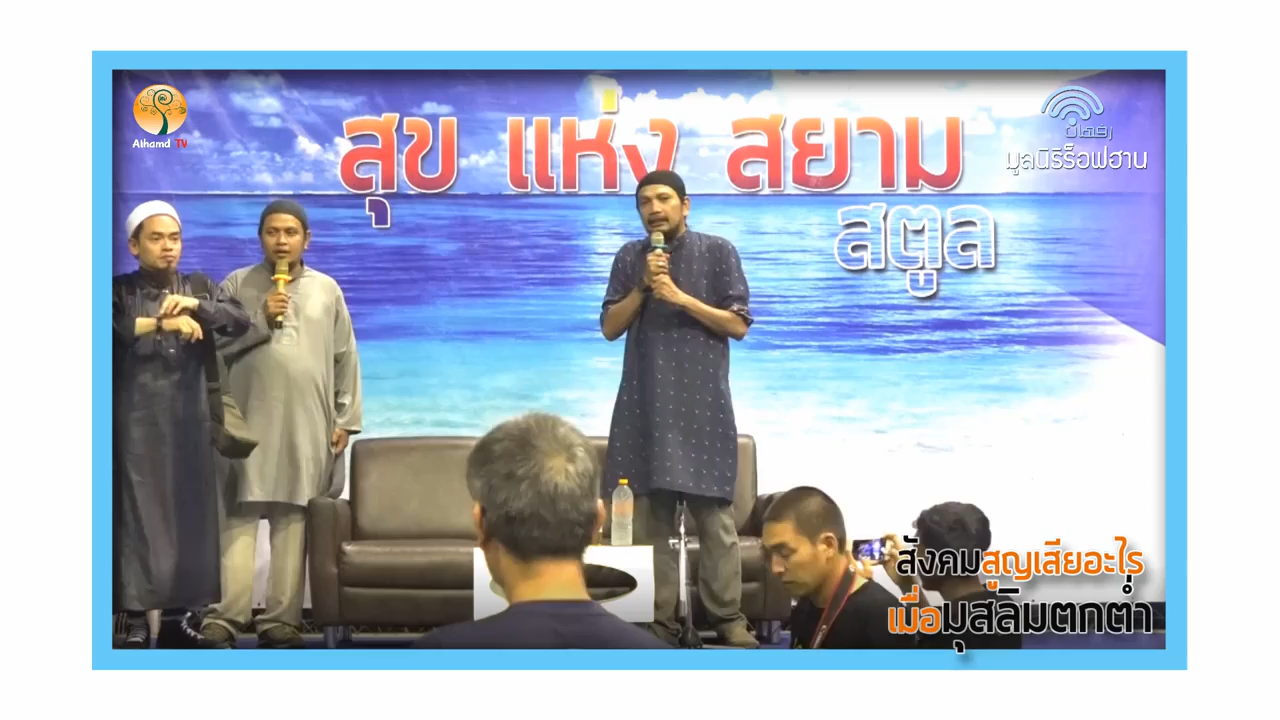 Alhamd TV
สุข แห่ง สยาม
สตูล
رفهان
มูลนิธิร็อฟฮาน
สังคมสูญเสียอะไร
เมื่อมุสลิมตกต่ำ